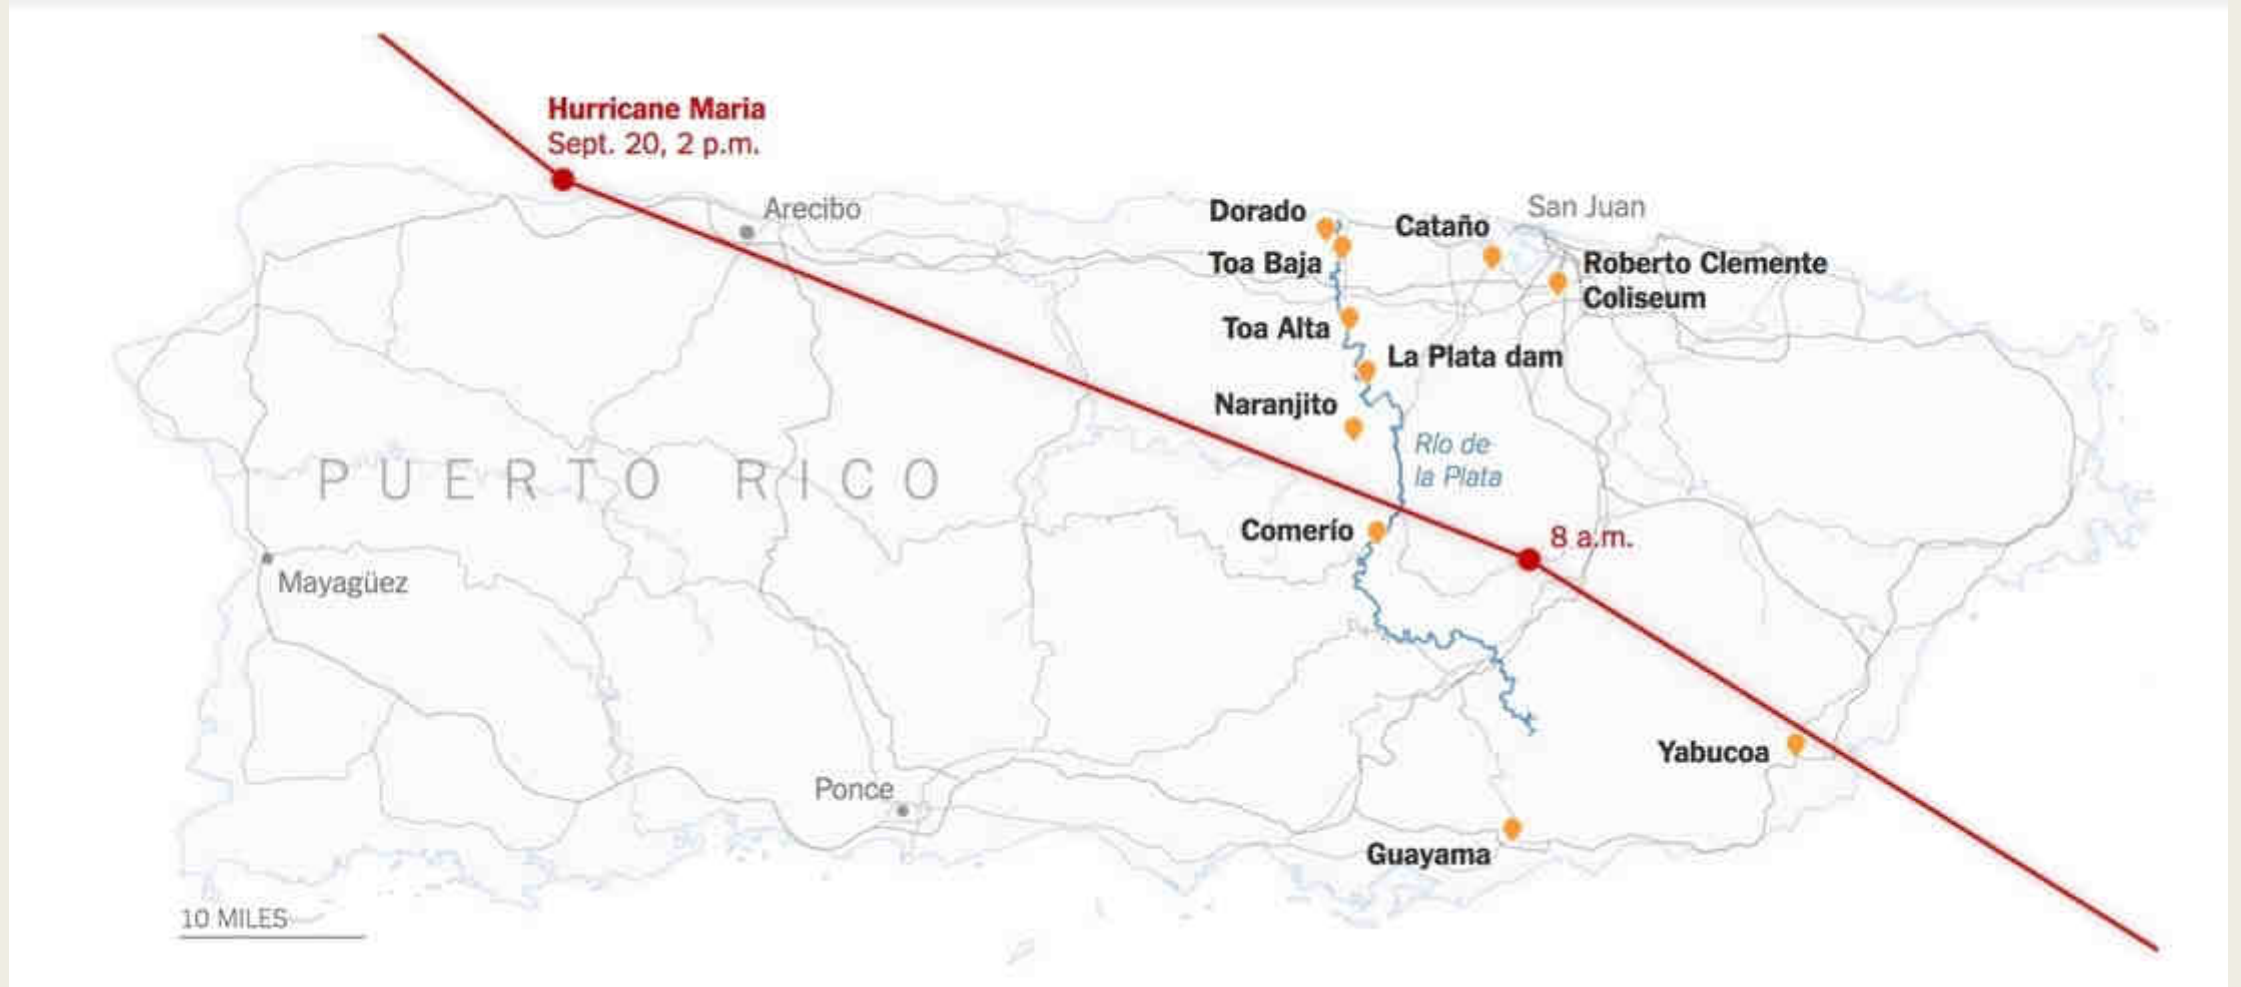 Hurricane Maria
Sept. 20, 2 p.m.
Arecibo
Dorado
Cataño
San Juan
Toa Baja
Roberto Clemente
Coliseum
Toa Alta
La Plata dam
Naranjito
Río de
la Plata
PUERTO RICO
Comerío
8 a.m.
Mayagüez
Yabucoa
Ponce
Guayama
10 MILES